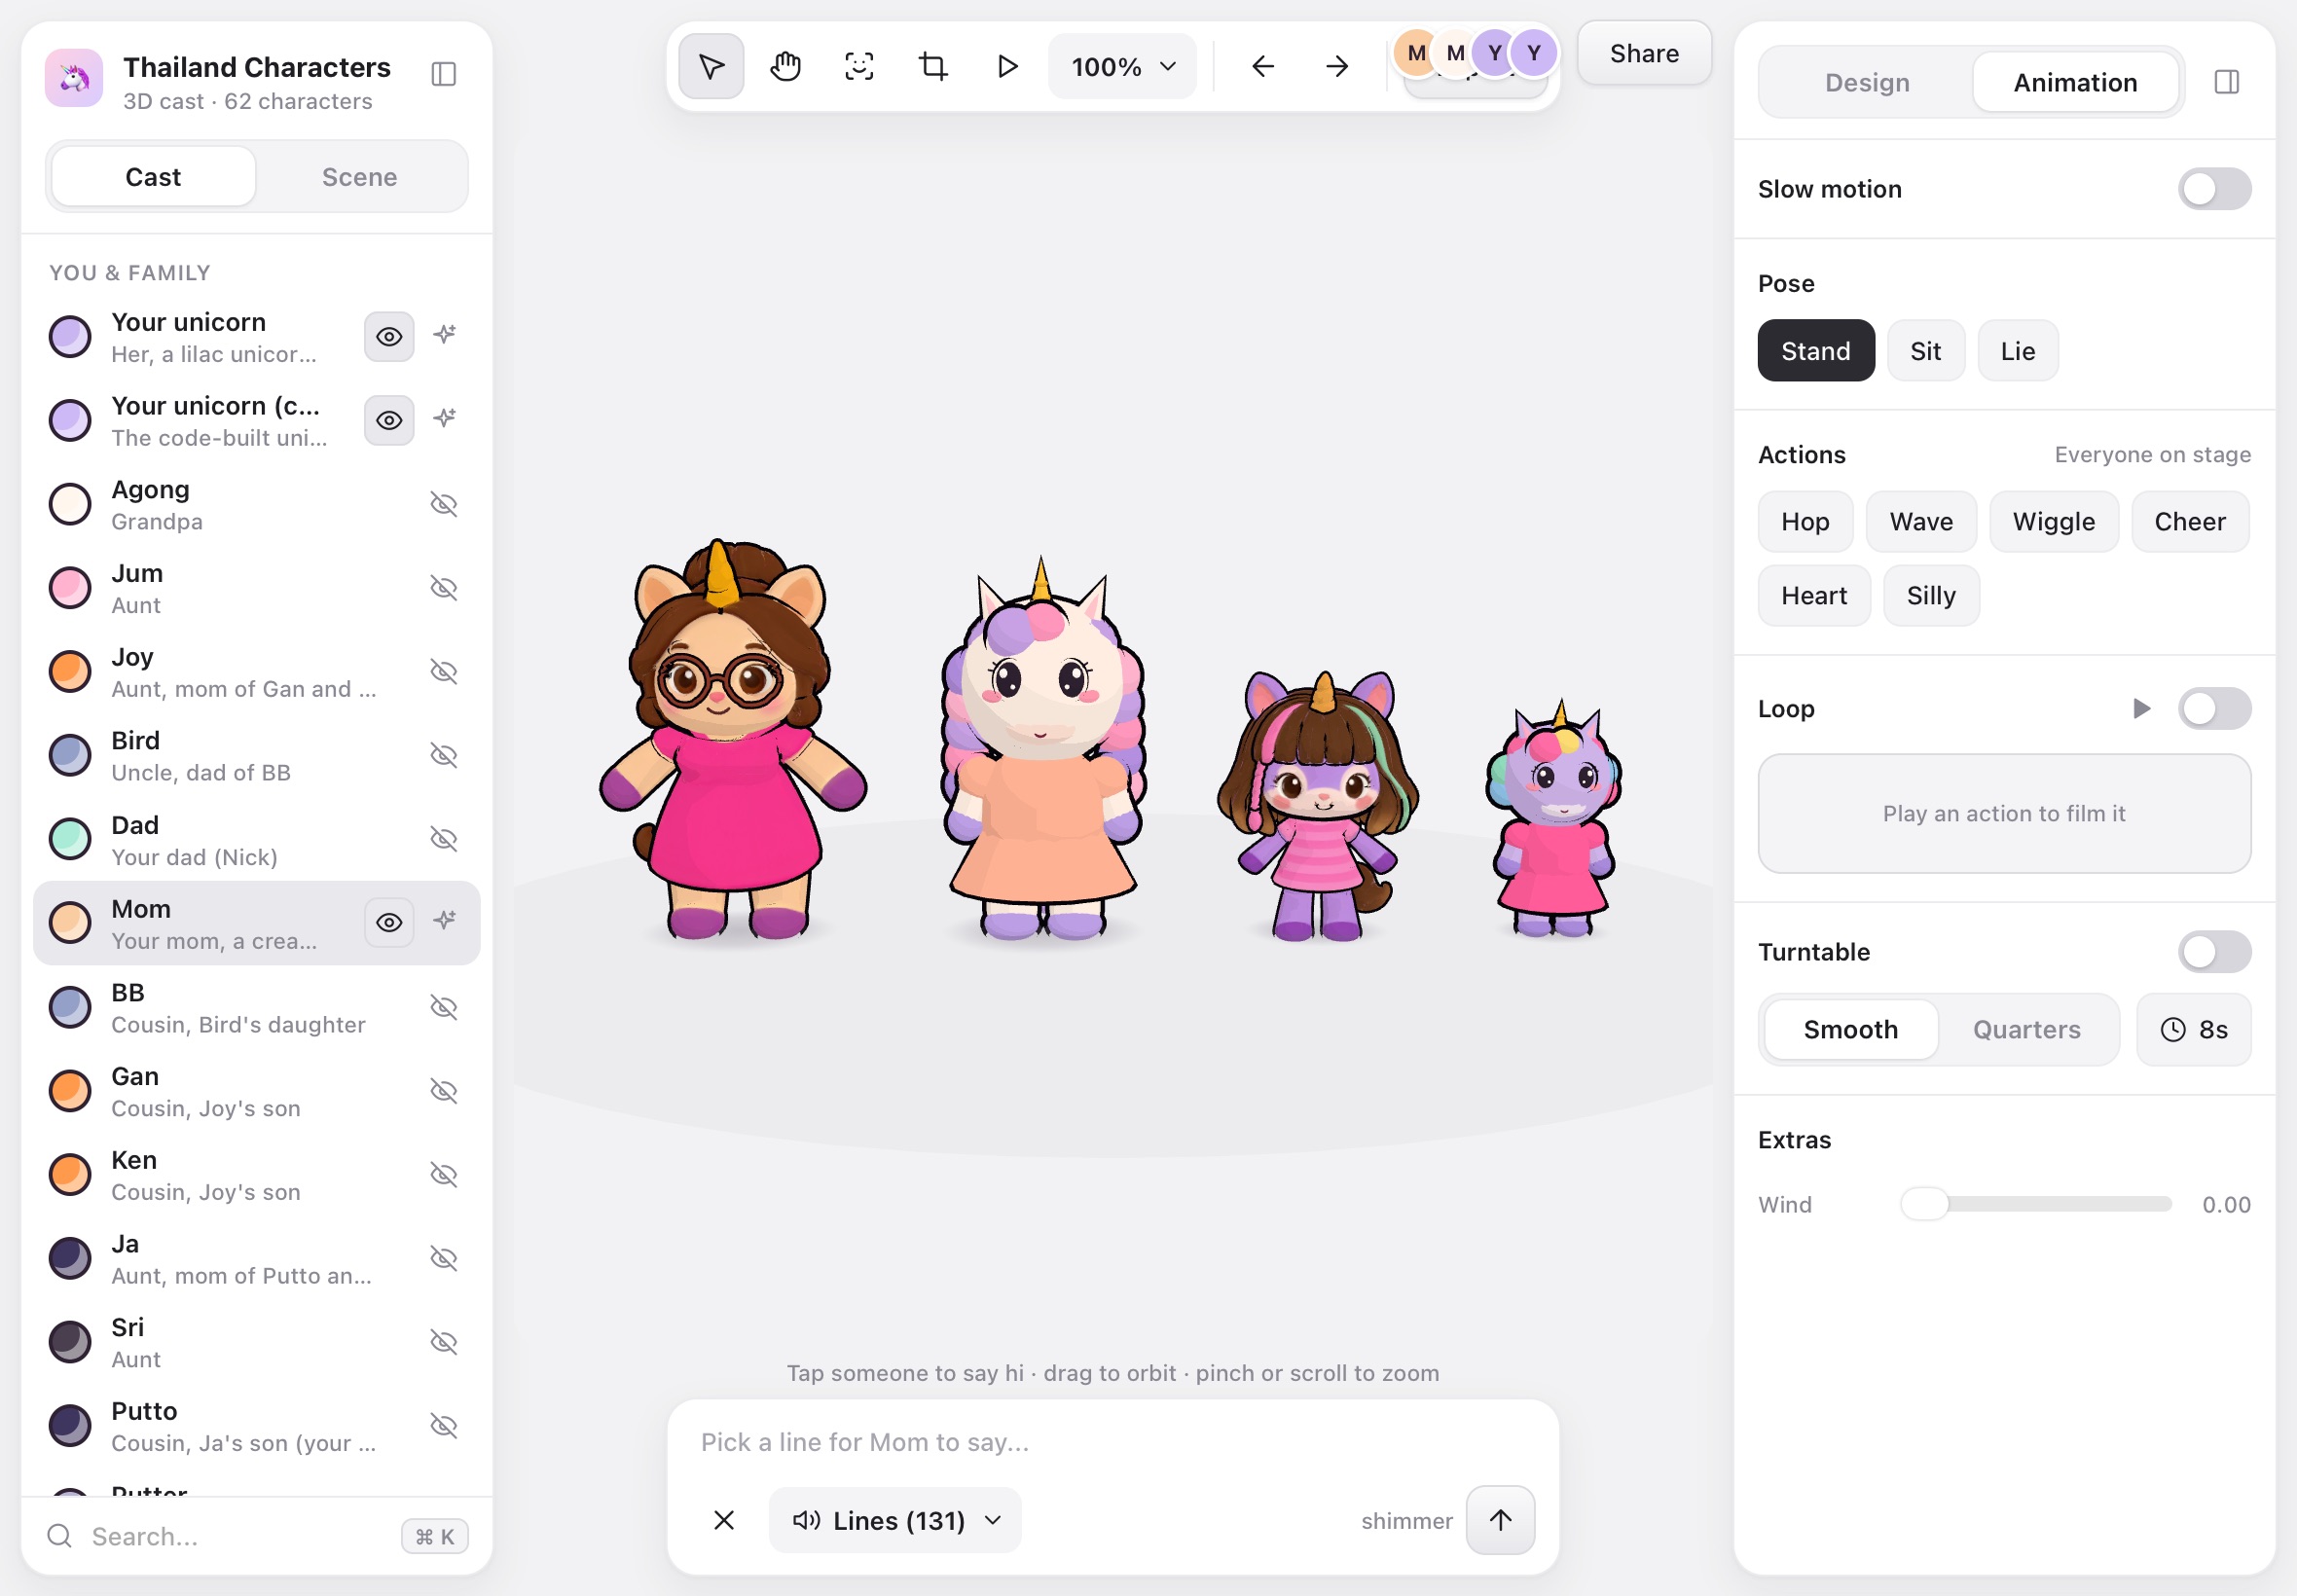 Thailand Characters
3D cast · 62 characters
Cast
Scene
YOU & FAMILY
Your unicorn
Her, a lilac unicor...
Your unicorn (c...
The code-built uni...
Agong
Grandpa
Jum
Aunt
Joy
Aunt, mom of Gan and ...
Bird
Uncle, dad of BB
Dad
Your dad (Nick)
Mom
Your mom, a crea...
BB
Cousin, Bird's daughter
Gan
Cousin, Joy's son
Ken
Cousin, Joy's son
Ja
Aunt, mom of Putto an...
Sri
Aunt
Putto
Cousin, Ja's son (your ...
Search...
⌘ K
100%
M
M
Y
Y
Share
Tap someone to say hi · drag to orbit · pinch or scroll to zoom
Pick a line for Mom to say...
Lines (131)
shimmer
Design
Animation
Slow motion
Pose
Stand
Sit
Lie
Actions
Everyone on stage
Hop
Wave
Wiggle
Cheer
Heart
Silly
Loop
Play an action to film it
Turntable
Smooth
Quarters
8s
Extras
Wind
0.00